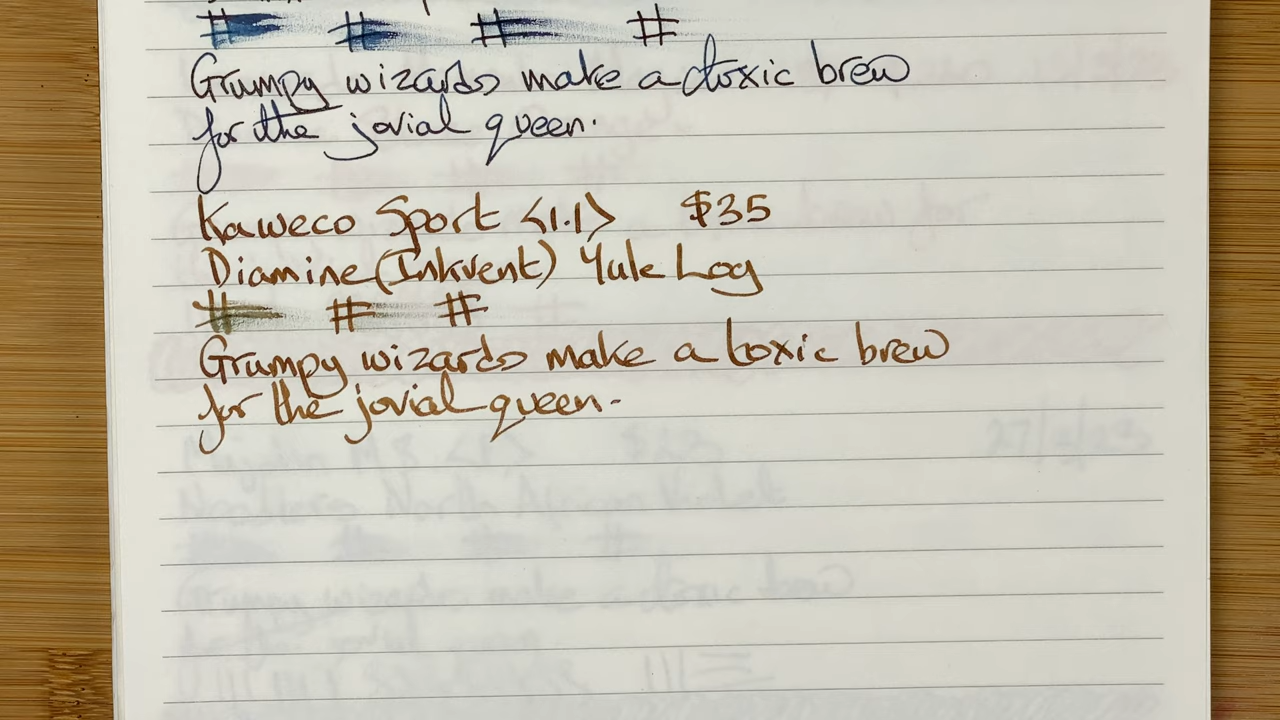 # # # #
Grumpy wizards make a toxic brew
for the jovial queen.
Kaweco Sport <1.1> $35
Diamine (Inkvent) Yule Log
# # #
Grumpy wizards make a toxic brew
for the jovial queen.